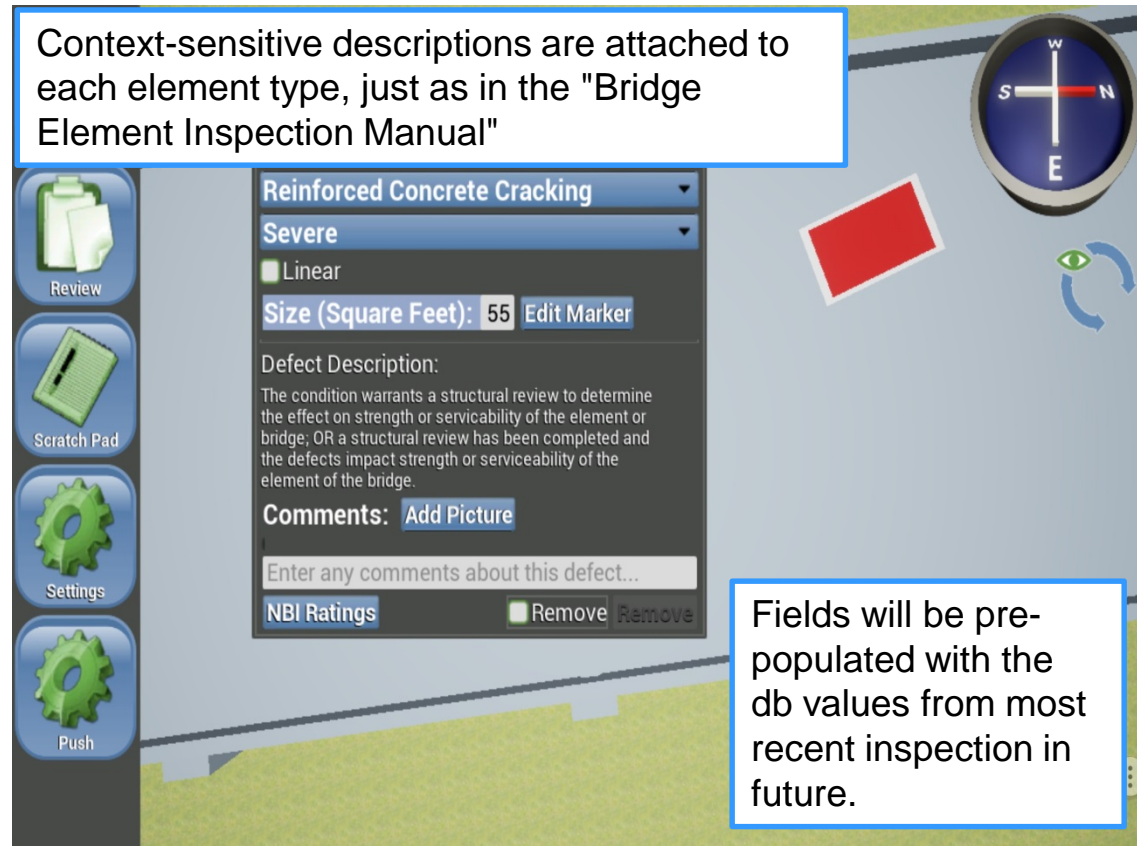 Context-sensitive descriptions are attached to
each element type, just as in the "Bridge
Element Inspection Manual"
W
S
N
E
Reinforced Concrete Cracking
Severe
Linear
Size (Square Feet): 55 Edit Marker
Defect Description:
The condition warrants a structural review to determine
the effect on strength or servicability of the element or
bridge; OR a structural review has been completed and
the defects impact strength or serviceability of the
element of the bridge.
Comments: Add Picture
Enter any comments about this defect...
NBI Ratings Remove Remove
Review
Scratch Pad
Settings
Push
Fields will be pre-
populated with the
db values from most
recent inspection in
future.